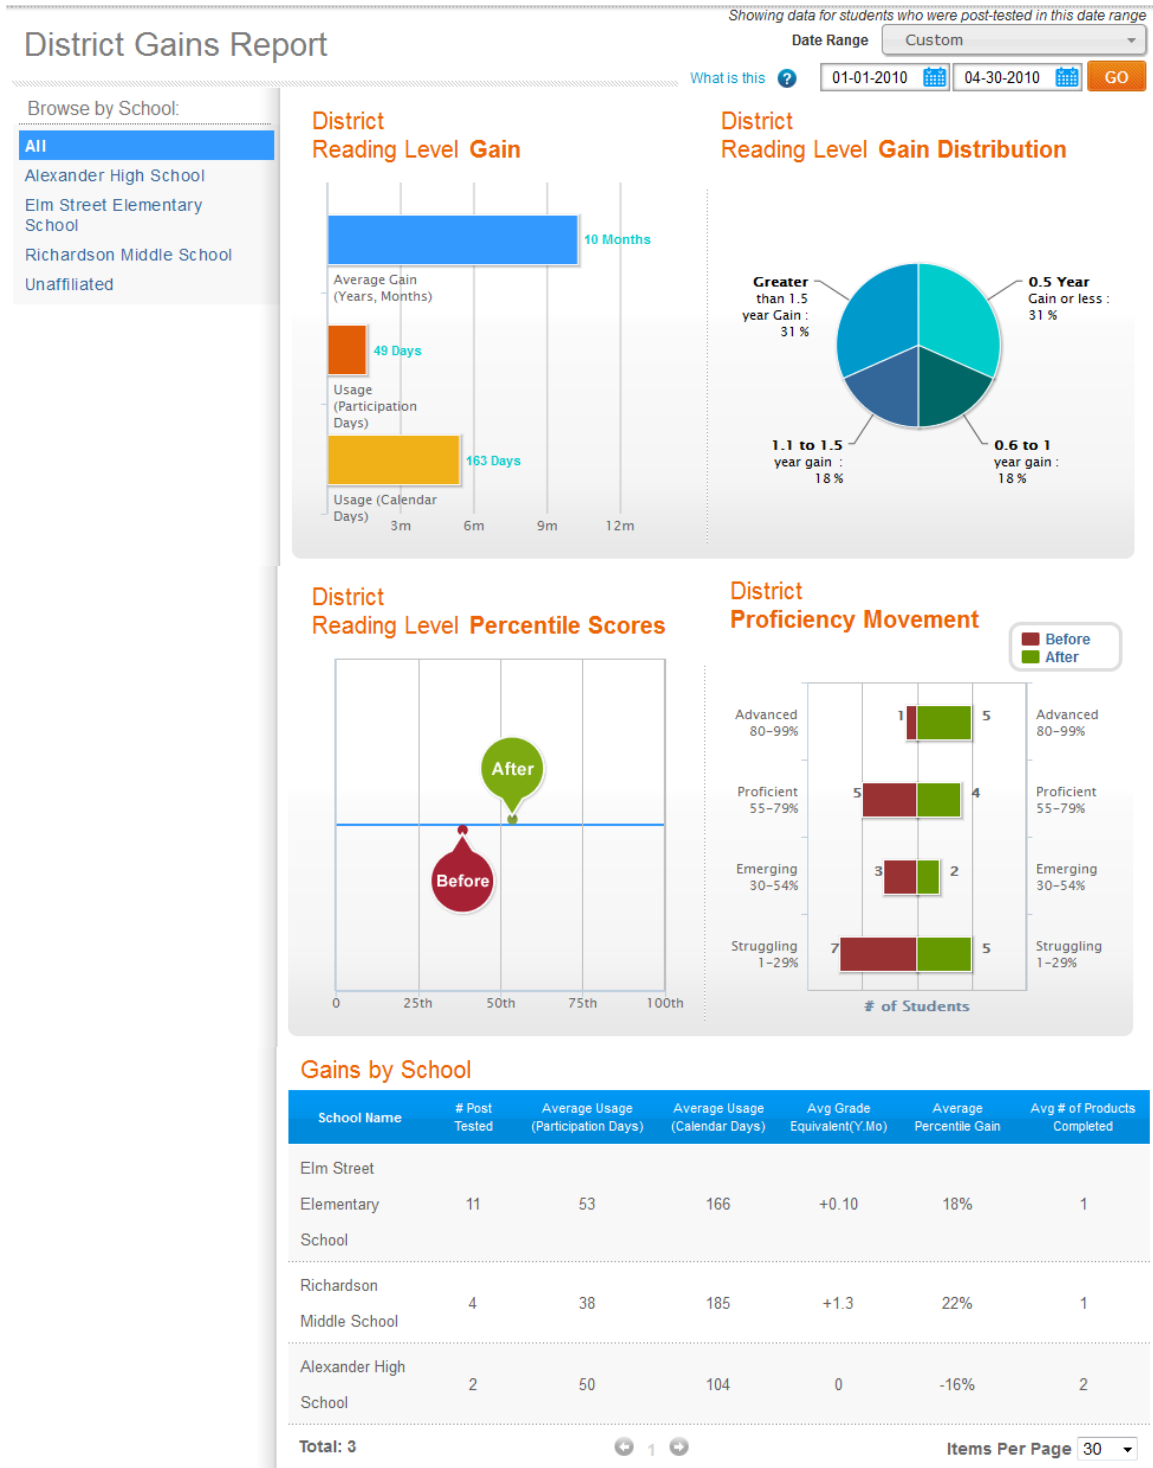 Showing data for students who were post-tested in this date range
District Gains Report
Date Range Custom
What is this ? 01-01-2010 04-30-2010 GO
Browse by School:
All
Alexander High School
Elm Street Elementary
School
Richardson Middle School
Unaffiliated
District
Reading Level Gain
10 Months
Average Gain
(Years, Months)
49 Days
Usage
(Participation
Days)
163 Days
Usage (Calendar
Days)
3m 6m 9m 12m
District
Reading Level Gain Distribution
Greater
than 1.5
year Gain :
31 %
0.5 Year
Gain or less :
31 %
1.1 to 1.5
year gain :
18 %
0.6 to 1
year gain :
18 %
District
Reading Level Percentile Scores
After
Before
0 25th 50th 75th 100th
District
Proficiency Movement
Before
After
Advanced
80-99%
1 5
Advanced
80-99%
Proficient
55-79%
5 4
Proficient
55-79%
Emerging
30-54%
3 2
Emerging
30-54%
Struggling
1-29%
7 5
Struggling
1-29%
# of Students
Gains by School
School Name
# Post
Tested
Average Usage
(Participation Days)
Average Usage
(Calendar Days)
Avg Grade
Equivalent(Y.Mo)
Average
Percentile Gain
Avg # of Products
Completed
Elm Street
Elementary
School
11 53 166 +0.10 18% 1
Richardson
Middle School
4 38 185 +1.3 22% 1
Alexander High
School
2 50 104 0 -16% 2
Total: 3
1
Items Per Page 30